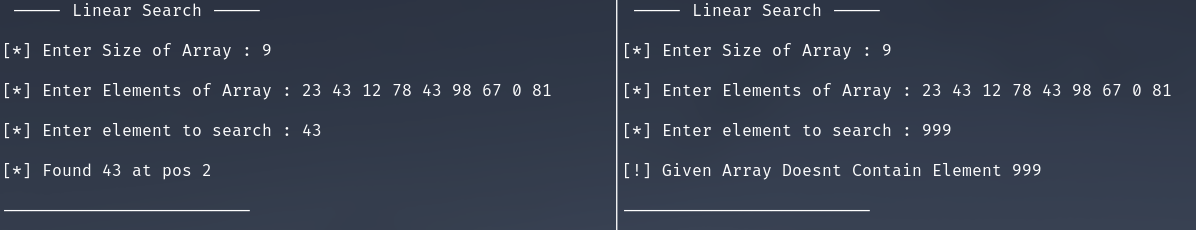 ───── Linear Search ─────
[*] Enter Size of Array : 9
[*] Enter Elements of Array : 23 43 12 78 43 98 67 0 81
[*] Enter element to search : 43
[*] Found 43 at pos 2
───── Linear Search ─────
[*] Enter Size of Array : 9
[*] Enter Elements of Array : 23 43 12 78 43 98 67 0 81
[*] Enter element to search : 999
[!] Given Array Doesnt Contain Element 999